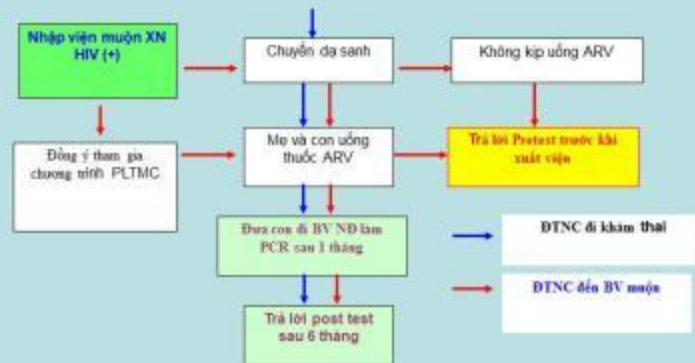 Nhập viện muộn XN
HIV (+)
Chuyển dạ sanh
Không kịp uống ARV
Đồng ý tham gia
chương trình PLTMC
Mẹ và con uống
thuốc ARV
Trả lời Pretest trước khi
xuất viện
Đưa con đi BV NĐ làm
PCR sau 1 tháng
Trả lời post test
sau 6 tháng
ĐTNC đi khám thai
ĐTNC đến BV muộn